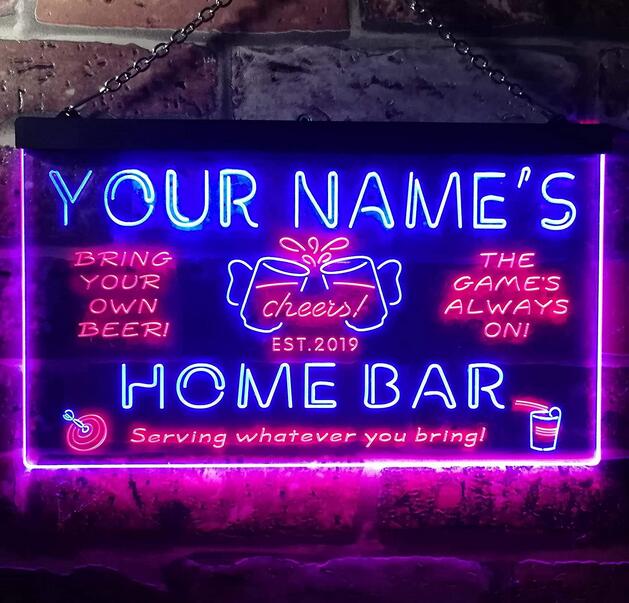 YOUR NAME'S
BRING
YOUR
OWN
BEER!
cheers!
EST.2019
THE
GAME'S
ALWAYS
ON!
HOME BAR
Serving whatever you bring!